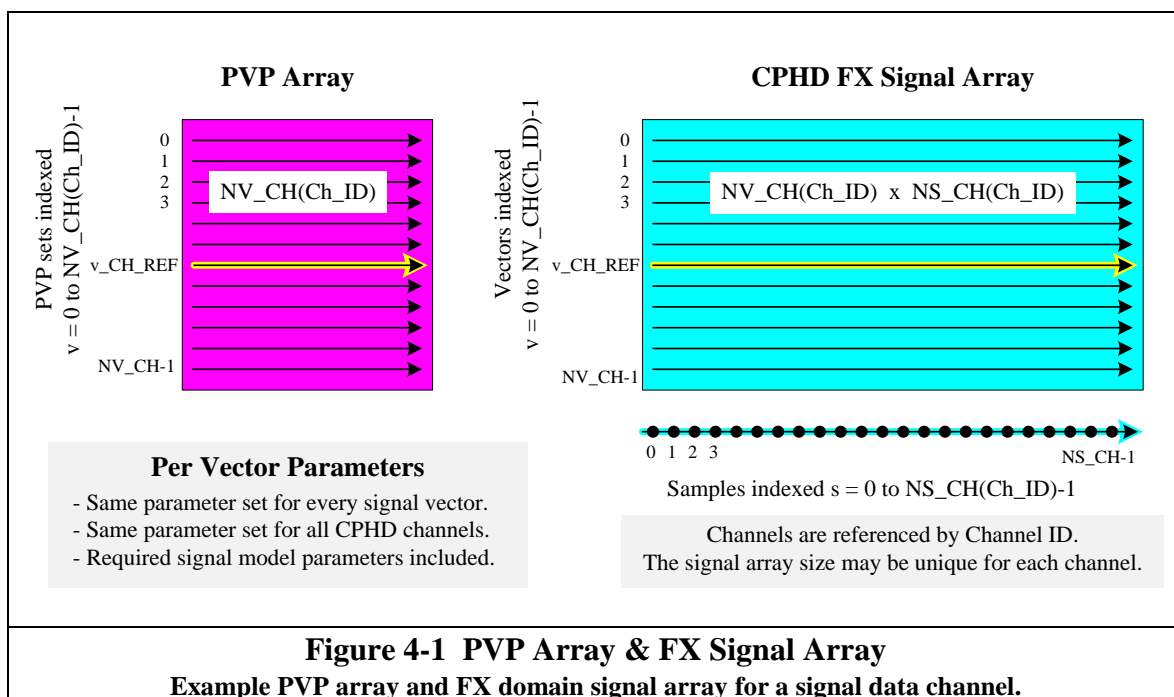 PVP Array
PVP sets indexed
v = 0 to NV_CH(Ch_ID)-1
0
1
2
3
v_CH_REF
NV_CH-1
NV_CH(Ch_ID)
CPHD FX Signal Array
Vectors indexed
v = 0 to NV_CH(Ch_ID)-1
0
1
2
3
NV_CH-1
NV_CH(Ch_ID) x NS_CH(Ch_ID)
v_CH_REF
0 1 2 3
NS_CH-1
Samples indexed s = 0 to NS_CH(Ch_ID)-1
Per Vector Parameters
- Same parameter set for every signal vector.
- Same parameter set for all CPHD channels.
- Required signal model parameters included.
Channels are referenced by Channel ID.
The signal array size may be unique for each channel.
Figure 4-1 PVP Array & FX Signal Array
Example PVP array and FX domain signal array for a signal data channel.